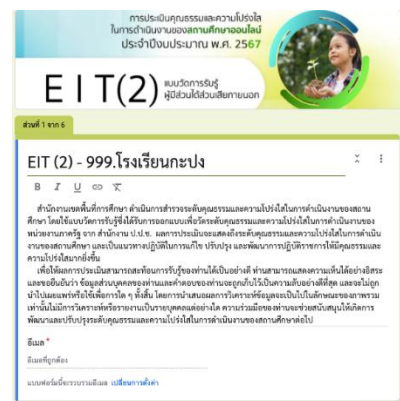 การประเมินคุณธรรมและความโปร่งใส
ในการดำเนินงานของสถานศึกษาออนไลน์
ประจำปีงบประมาณ พ.ศ. 2567
EIT(2) แบบวัดการรับรู้
ผู้มีส่วนได้ส่วนเสียภายนอก
ส่วนที่ 1 จาก 6
EIT (2) - 999.โรงเรียนกะปง
B I U
สำนักงานเขตพื้นที่การศึกษา ดำเนินการสำรวจระดับคุณธรรมและความโปร่งใสในการดำเนินงานของสถาน
ศึกษา โดยใช้แบบวัดการรับรู้ซึ่งได้รับการออกแบบเพื่อวัดระดับคุณธรรมและความโปร่งใสในการดำเนินงานของ
หน่วยงานภาครัฐ จาก สำนักงาน ป.ป.ช. ผลการประเมินจะแสดงถึงระดับคุณธรรมและความโปร่งใสในการดำเนิน
งานของสถานศึกษา และเป็นแนวทางปฏิบัติในการแก้ไข ปรับปรุง และพัฒนาการปฏิบัติราชการให้มีคุณธรรมและ
ความโปร่งใสมากยิ่งขึ้น
เพื่อให้ผลการประเมินสามารถสะท้อนการรับรู้ของท่านได้เป็นอย่างดี ท่านสามารถแสดงความเห็นได้อย่างอิสระ
และขอยืนยันว่า ข้อมูลส่วนบุคคลของท่านและคำตอบของท่านจะถูกเก็บไว้เป็นความลับอย่างดีที่สุด และจะไม่ถูก
นำไปเผยแพร่หรือใช้เพื่อการใด ๆ ทั้งสิ้น โดยการนำเสนอผลการวิเคราะห์ข้อมูลจะเป็นไปในลักษณะของภาพรวม
เท่านั้นไม่มีการวิเคราะห์หรือรายงานเป็นรายบุคคลแต่อย่างใด ความร่วมมือของท่านจะช่วยสนับสนุนให้เกิดการ
พัฒนาและปรับปรุงระดับคุณธรรมและความโปร่งใสในการดำเนินงานของสถานศึกษาต่อไป
อีเมล *
อีเมลที่ถูกต้อง
แบบฟอร์มนี้จะรวบรวมอีเมล เปลี่ยนการตั้งค่า